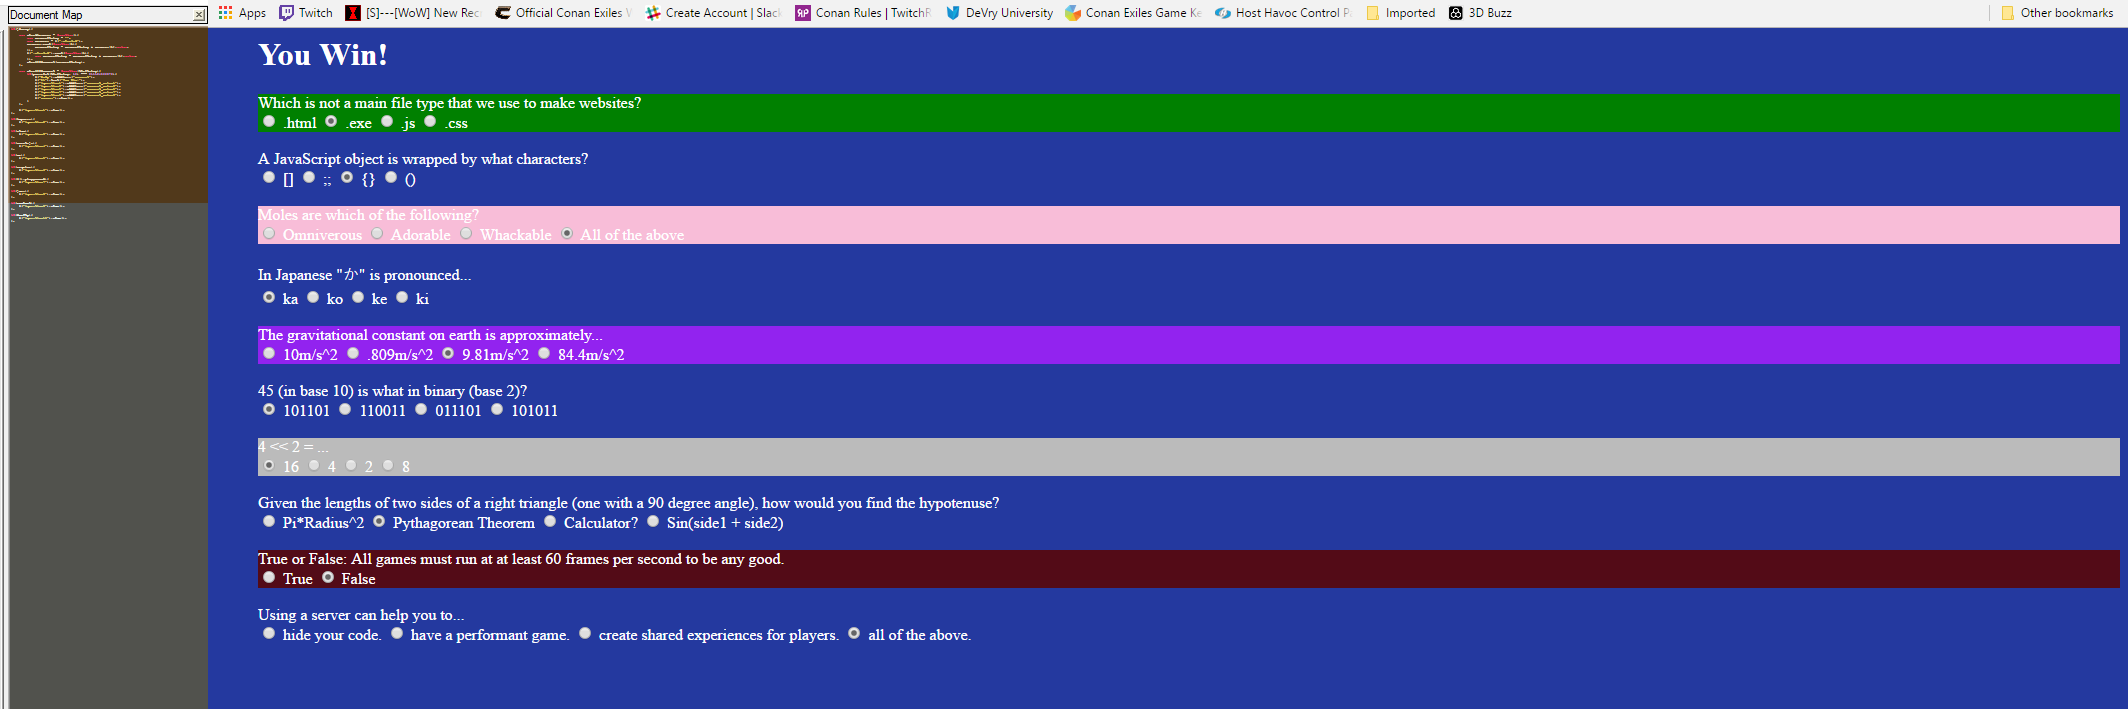 Document Map
Apps Twitch [S]---[WoW] New Rec Official Conan Exiles Create Account | Slac Conan Rules | Twitch DeVry University Conan Exiles Game Ke Host Havoc Control P Imported 3D Buzz Other bookmarks
You Win!
Which is not a main file type that we use to make websites?
.html .exe .js .css
A JavaScript object is wrapped by what characters?
[] ;; {} ()
Moles are which of the following?
Omniverous Adorable Whackable All of the above
In Japanese "か" is pronounced...
ka ko ke ki
The gravitational constant on earth is approximately...
10m/s^2 .809m/s^2 9.81m/s^2 84.4m/s^2
45 (in base 10) is what in binary (base 2)?
101101 110011 011101 101011
4 << 2 = ...
16 4 2 8
Given the lengths of two sides of a right triangle (one with a 90 degree angle), how would you find the hypotenuse?
Pi*Radius^2 Pythagorean Theorem Calculator? Sin(side1 + side2)
True or False: All games must run at at least 60 frames per second to be any good.
True False
Using a server can help you to...
hide your code. have a performant game. create shared experiences for players. all of the above.